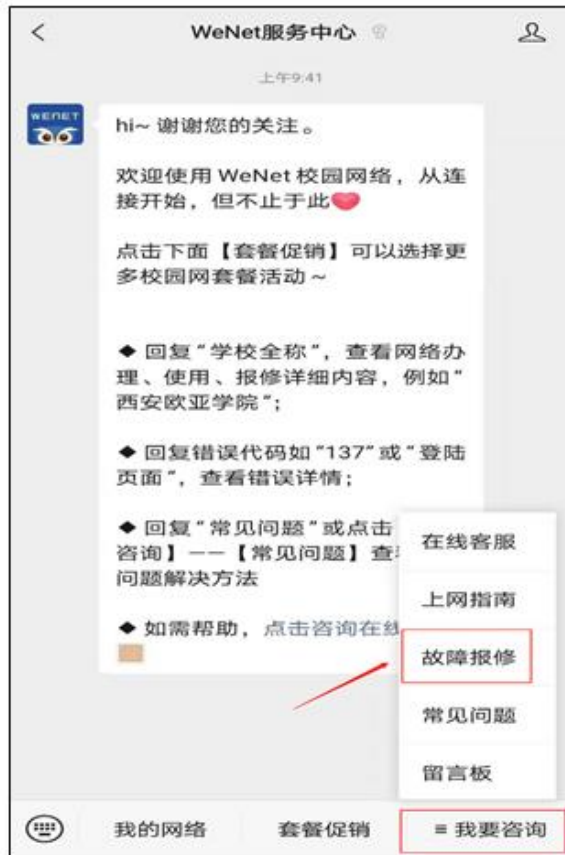 WeNet服务中心
上午9:41
WENET
hi~ 谢谢您的关注。
欢迎使用 WeNet 校园网络，从连
接开始，但不止于此
点击下面【套餐促销】可以选择更
多校园网套餐活动 ~
◆ 回复“学校全称”，查看网络办
理、使用、报修详细内容，例如“
西安欧亚学院”；
◆ 回复错误代码如“137”或“登陆
页面”，查看错误详情；
◆ 回复“常见问题”或点击
咨询】——【常见问题】查
问题解决方法
◆ 如需帮助，点击咨询在线
在线客服
上网指南
故障报修
常见问题
留言板
我的网络
套餐促销
≡ 我要咨询